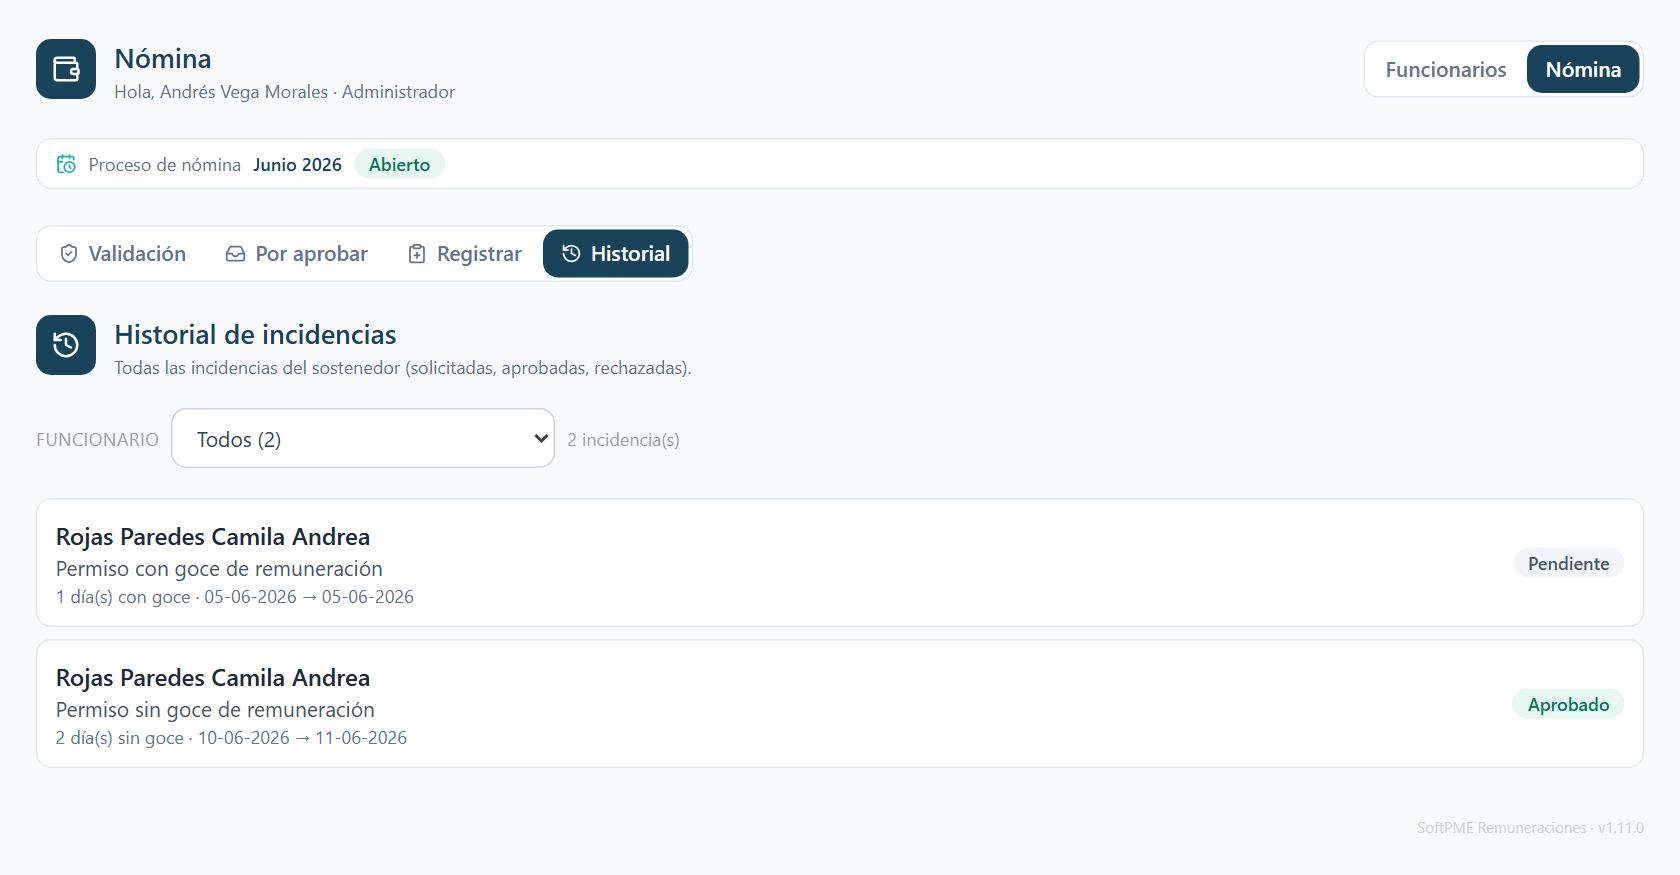 Nómina
Hola, Andrés Vega Morales · Administrador
Funcionarios
Nómina
Proceso de nómina Junio 2026 Abierto
Validación
Por aprobar
Registrar
Historial
Historial de incidencias
Todas las incidencias del sostenedor (solicitadas, aprobadas, rechazadas).
FUNCIONARIO Todos (2) 2 incidencia(s)
Rojas Paredes Camila Andrea
Permiso con goce de remuneración
1 día(s) con goce · 05-06-2026 → 05-06-2026
Pendiente
Rojas Paredes Camila Andrea
Permiso sin goce de remuneración
2 día(s) sin goce · 10-06-2026 → 11-06-2026
Aprobado
SoftPME Remuneraciones · v1.11.0